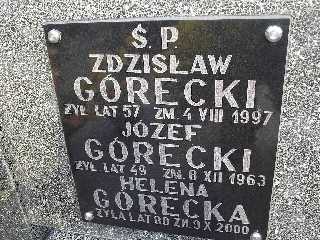 Ś.P.
ZDZISŁAW
GÓRECKI
ŻYŁ LAT 57 ZM. 4 VIII 1997
JÓZEF
GÓRECKI
ŻYŁ LAT 49 ZM. 8 XII 1963
HELENA
GÓRECKA
ŻYŁA LAT 80 ZM. 9 X 2000